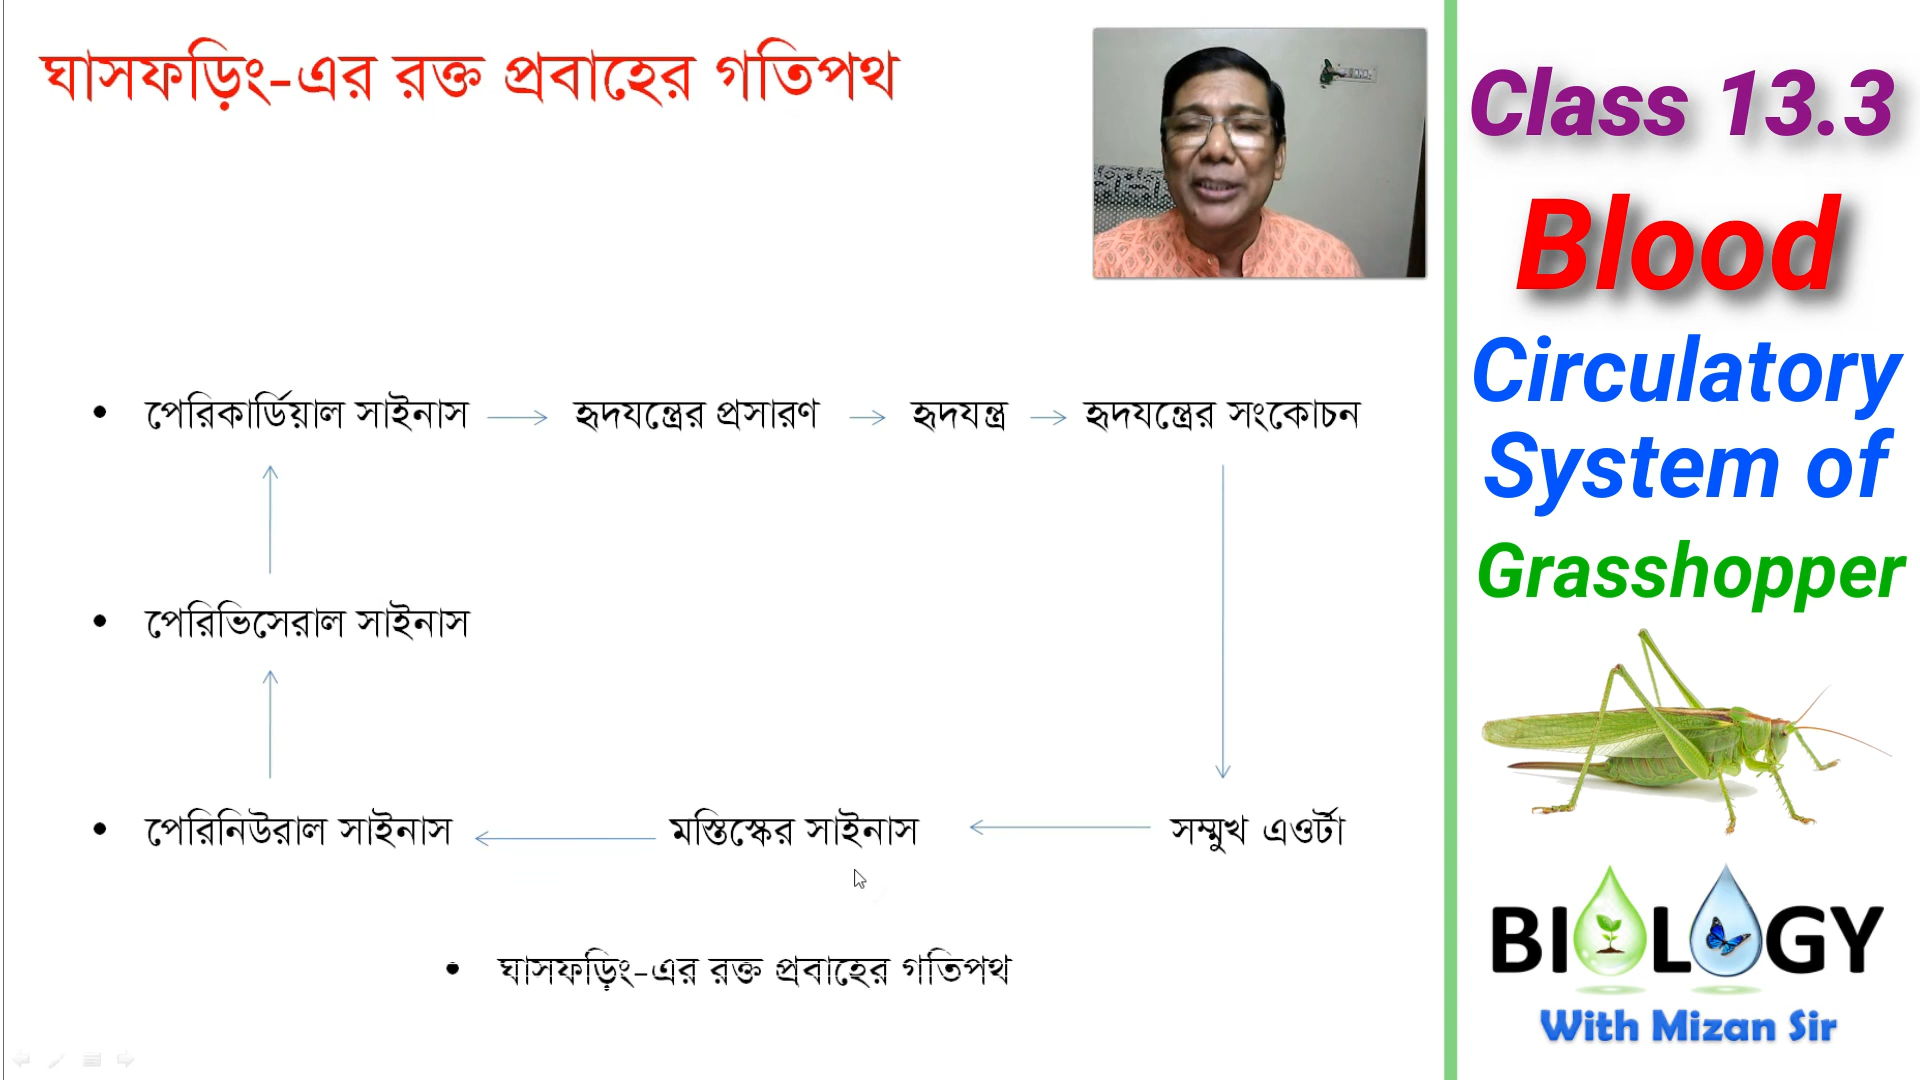 ঘাসফড়িং-এর রক্ত প্রবাহের গতিপথ
পেরিকার্ডিয়াল সাইনাস হৃদযন্ত্রের প্রসারণ হৃদযন্ত্র হৃদযন্ত্রের সংকোচন
পেরিভিসেরাল সাইনাস
পেরিনিউরাল সাইনাস মস্তিস্কের সাইনাস সম্মুখ এওর্টা
ঘাসফড়িং-এর রক্ত প্রবাহের গতিপথ
Class 13.3
Blood
Circulatory
System of
Grasshopper
BIOLOGY
With Mizan Sir